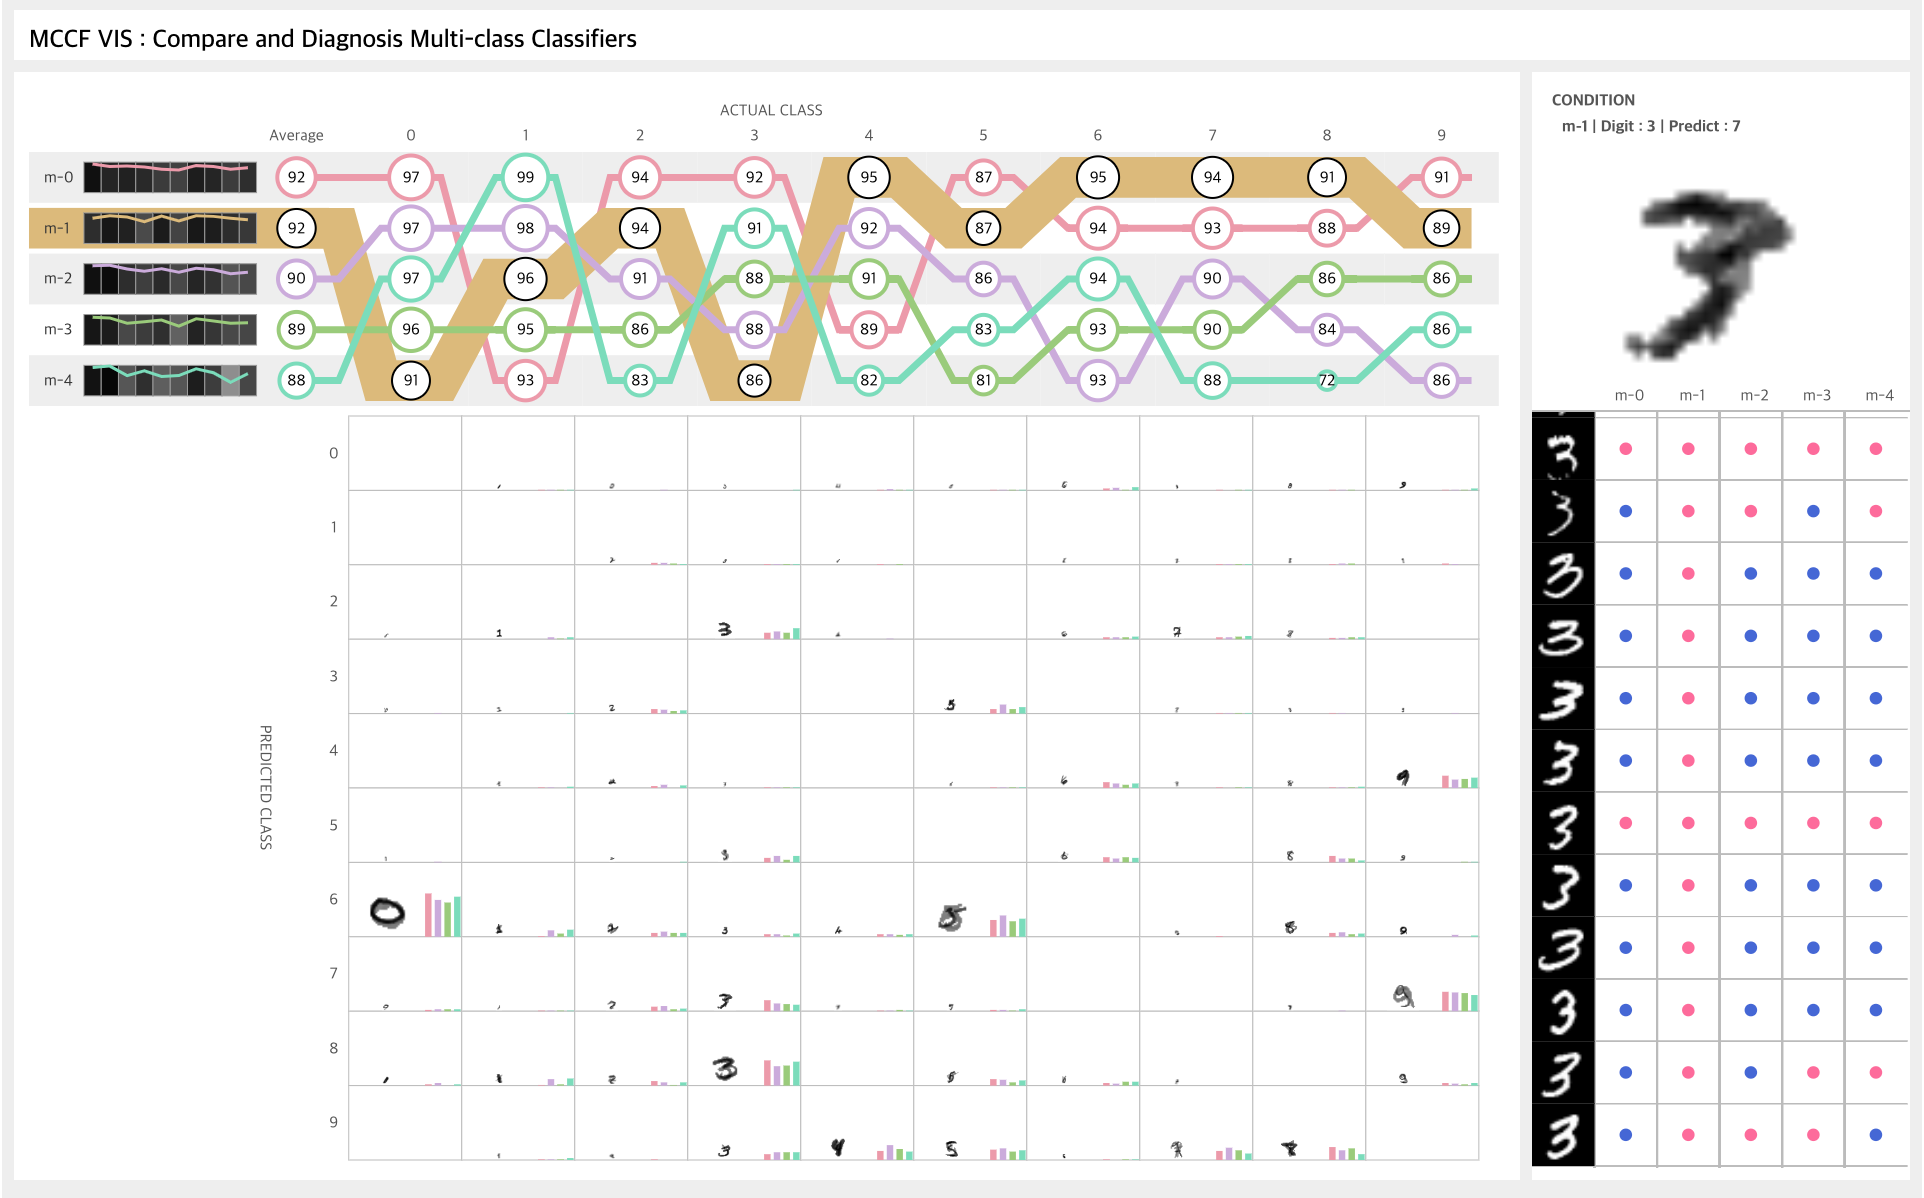 MCCF VIS : Compare and Diagnosis Multi-class Classifiers
ACTUAL CLASS
Average 0 1 2 3 4 5 6 7 8 9
m-0 92 97 99 94 92 95 87 95 94 91 91
m-1 92 97 98 94 91 92 87 94 93 88 89
m-2 90 97 96 91 88 91 86 94 90 86 86
m-3 89 96 95 86 88 89 83 93 90 84 86
m-4 88 91 93 83 86 82 81 93 88 72 86
PREDICTED CLASS
0
1
2
3
4
5
6
7
8
9
CONDITION
m-1 | Digit : 3 | Predict : 7
m-0 m-1 m-2 m-3 m-4